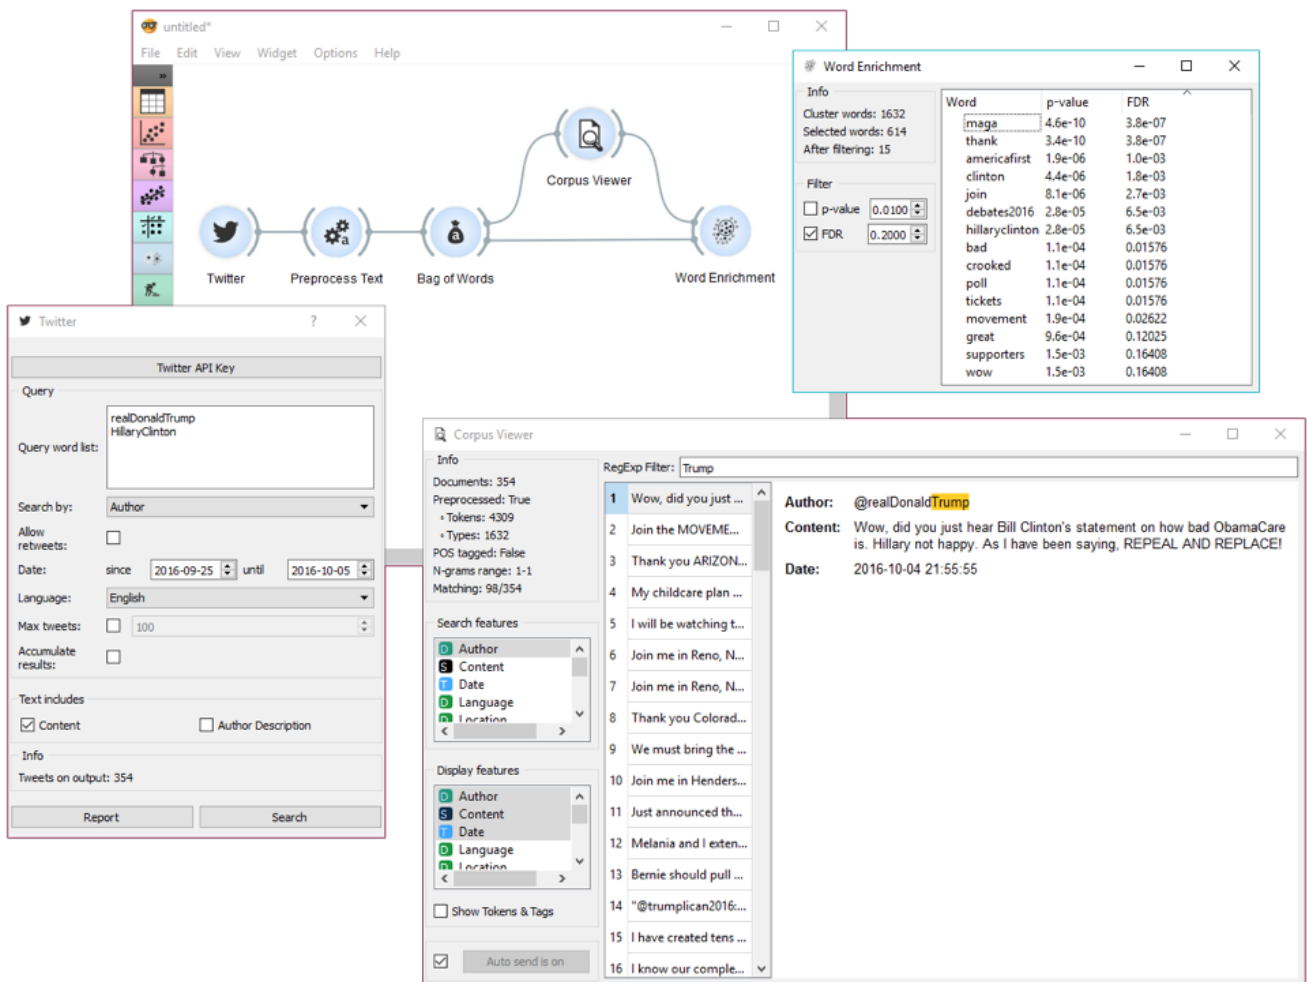 untitled*
File Edit View Widget Options Help
»
Corpus Viewer
Twitter
Preprocess Text
Bag of Words
Word Enrichment
Word Enrichment
Info
Cluster words: 1632
Selected words: 614
After filtering: 15
Filter
p-value 0.0100
FDR 0.2000
Word p-value FDR
maga 4.6e-10 3.8e-07
thank 3.4e-10 3.8e-07
americafirst 1.9e-06 1.0e-03
clinton 4.4e-06 1.8e-03
join 8.1e-06 2.7e-03
debates2016 2.8e-05 6.5e-03
hillaryclinton 2.8e-05 6.5e-03
bad 1.1e-04 0.01576
crooked 1.1e-04 0.01576
poll 1.1e-04 0.01576
tickets 1.1e-04 0.01576
movement 1.9e-04 0.02622
great 9.6e-04 0.12025
supporters 1.5e-03 0.16408
wow 1.5e-03 0.16408
Twitter ?
Twitter API Key
Query
Query word list:
realDonaldTrump
HillaryClinton
Search by: Author
Allow
retweets:
Date: since 2016-09-25 until 2016-10-05
Language: English
Max tweets: 100
Accumulate
results:
Text includes
Content Author Description
Info
Tweets on output: 354
Report Search
Corpus Viewer
Info
Documents: 354
Preprocessed: True
◦ Tokens: 4309
◦ Types: 1632
POS tagged: False
N-grams range: 1-1
Matching: 98/354
Search features
D Author
S Content
T Date
D Language
D Location
Display features
D Author
S Content
T Date
D Language
D Location
Show Tokens & Tags
Auto send is on
RegExp Filter: Trump
1 Wow, did you just ...
2 Join the MOVEME...
3 Thank you ARIZON...
4 My childcare plan ...
5 I will be watching t...
6 Join me in Reno, N...
7 Join me in Reno, N...
8 Thank you Colorad...
9 We must bring the ...
10 Join me in Henders...
11 Just announced th...
12 Melania and I exten...
13 Bernie should pull ...
14 "@trumplican2016:...
15 I have created tens ...
16 I know our comple...
Author: @realDonaldTrump
Content: Wow, did you just hear Bill Clinton's statement on how bad ObamaCare
is. Hillary not happy. As I have been saying, REPEAL AND REPLACE!
Date: 2016-10-04 21:55:55